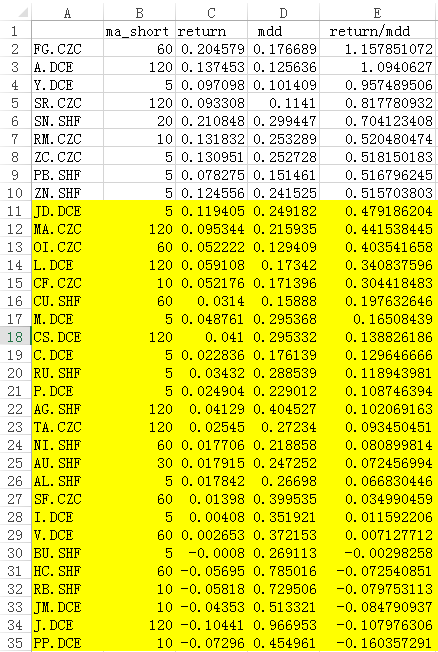 A B C D E
1 ma_short return mdd return/mdd
2 FG.CZC 60 0.204579 0.176689 1.157851072
3 A.DCE 120 0.137453 0.125636 1.0940627
4 Y.DCE 5 0.097098 0.101409 0.957489506
5 SR.CZC 120 0.093308 0.1141 0.817780932
6 SN.SHF 20 0.210848 0.299447 0.704123408
7 RM.CZC 10 0.131832 0.253289 0.520480474
8 ZC.CZC 5 0.130951 0.252728 0.518150183
9 PB.SHF 5 0.078275 0.151461 0.516796245
10 ZN.SHF 5 0.124556 0.241525 0.515703803
11 JD.DCE 5 0.119405 0.249182 0.479186204
12 MA.CZC 120 0.095344 0.215935 0.441538445
13 OI.CZC 60 0.052222 0.129409 0.403541658
14 L.DCE 120 0.059108 0.17342 0.340837596
15 CF.CZC 10 0.052176 0.171396 0.304418483
16 CU.SHF 60 0.0314 0.15888 0.197632646
17 M.DCE 5 0.048761 0.295368 0.16508439
18 CS.DCE 120 0.041 0.295332 0.138826186
19 C.DCE 5 0.022836 0.176139 0.129646666
20 RU.SHF 5 0.03432 0.288539 0.118943981
21 P.DCE 5 0.024904 0.229012 0.108746394
22 AG.SHF 120 0.04129 0.404527 0.102069163
23 TA.CZC 120 0.02545 0.27234 0.093450451
24 NI.SHF 60 0.017706 0.218858 0.080899814
25 AU.SHF 30 0.017915 0.247252 0.072456994
26 AL.SHF 5 0.017842 0.26698 0.066830446
27 SF.CZC 60 0.01398 0.399535 0.034990459
28 I.DCE 5 0.00408 0.351921 0.011592206
29 V.DCE 60 0.002653 0.372153 0.007127712
30 BU.SHF 5 -0.0008 0.269113 -0.00298258
31 HC.SHF 60 -0.05695 0.785016 -0.072540851
32 RB.SHF 10 -0.05818 0.729506 -0.079753113
33 JM.DCE 10 -0.04353 0.513321 -0.084790937
34 J.DCE 120 -0.10441 0.966953 -0.107976306
35 PP.DCE 10 -0.07296 0.454961 -0.160357291